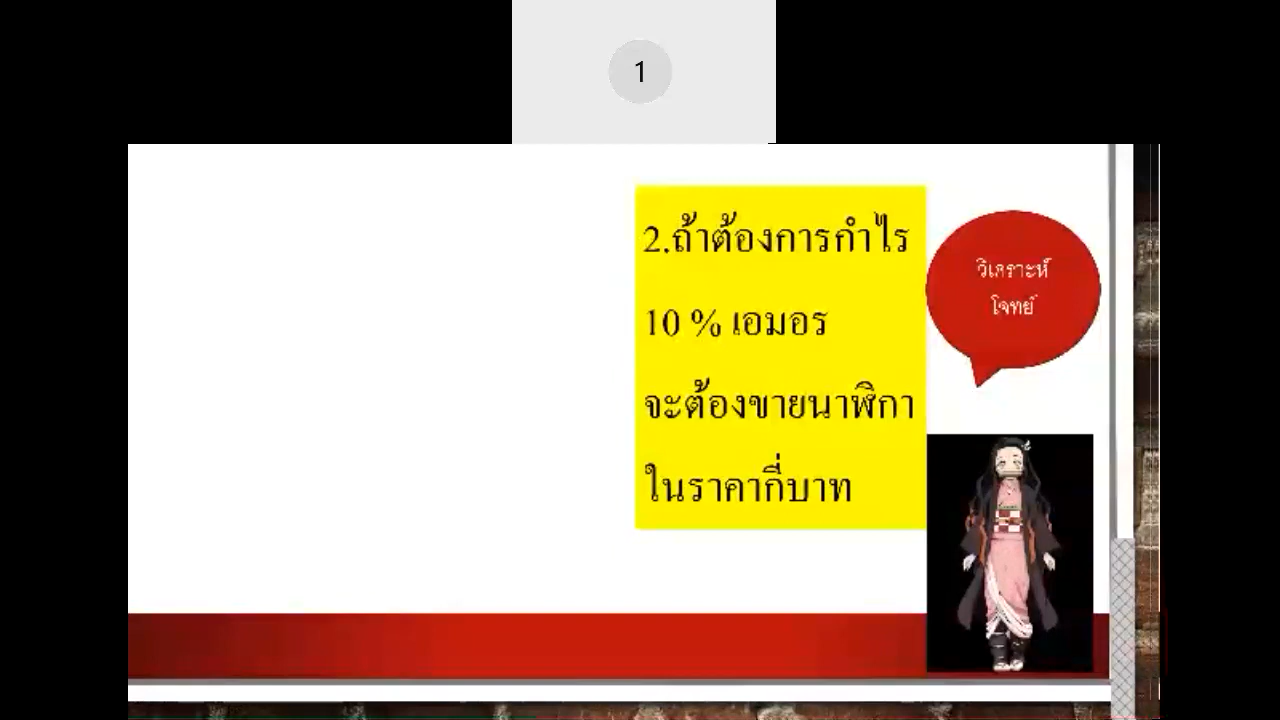 1
2.ถ้าต้องการกำไร
10 % เอมอร
จะต้องขายนาฬิกา
ในราคากี่บาท
วิเคราะห์
โจทย์